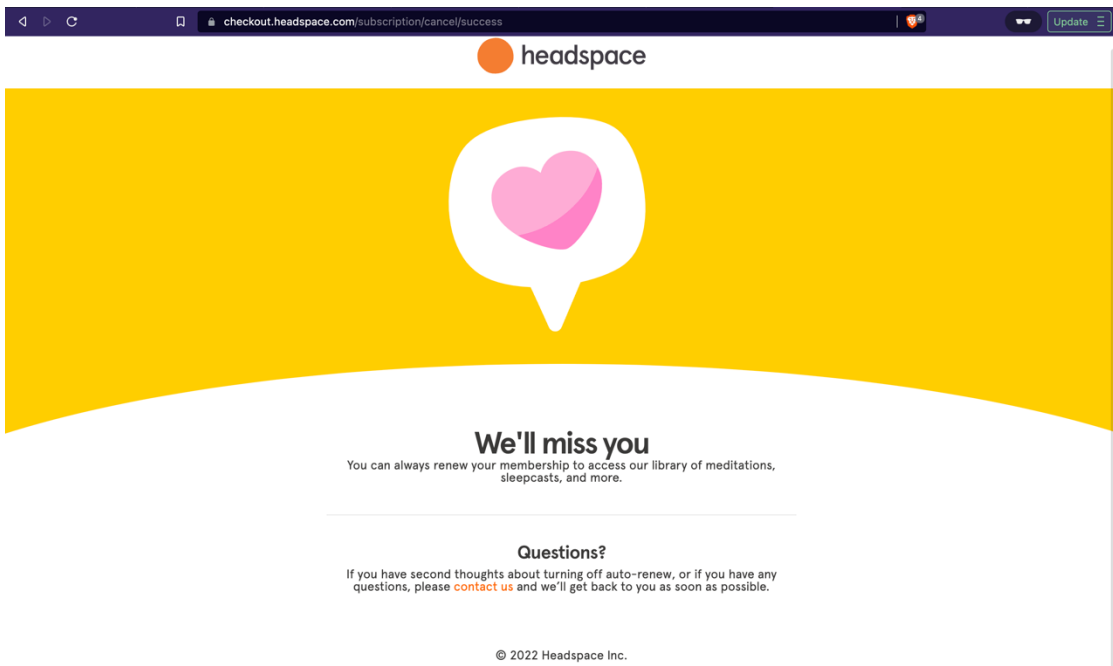 checkout.headspace.com/subscription/cancel/success
4
Update
headspace
We'll miss you
You can always renew your membership to access our library of meditations,
sleepcasts, and more.
Questions?
If you have second thoughts about turning off auto-renew, or if you have any
questions, please contact us and we'll get back to you as soon as possible.
© 2022 Headspace Inc.